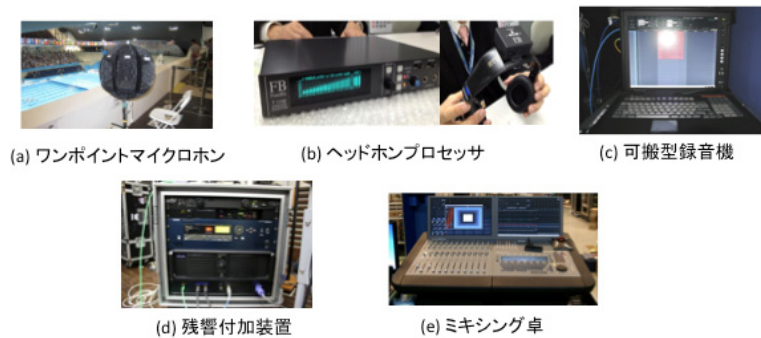 FB
(a) ワンポイントマイクロホン
(b) ヘッドホンプロセッサ
(c) 可搬型録音機
(d) 残響付加装置
(e) ミキシング卓